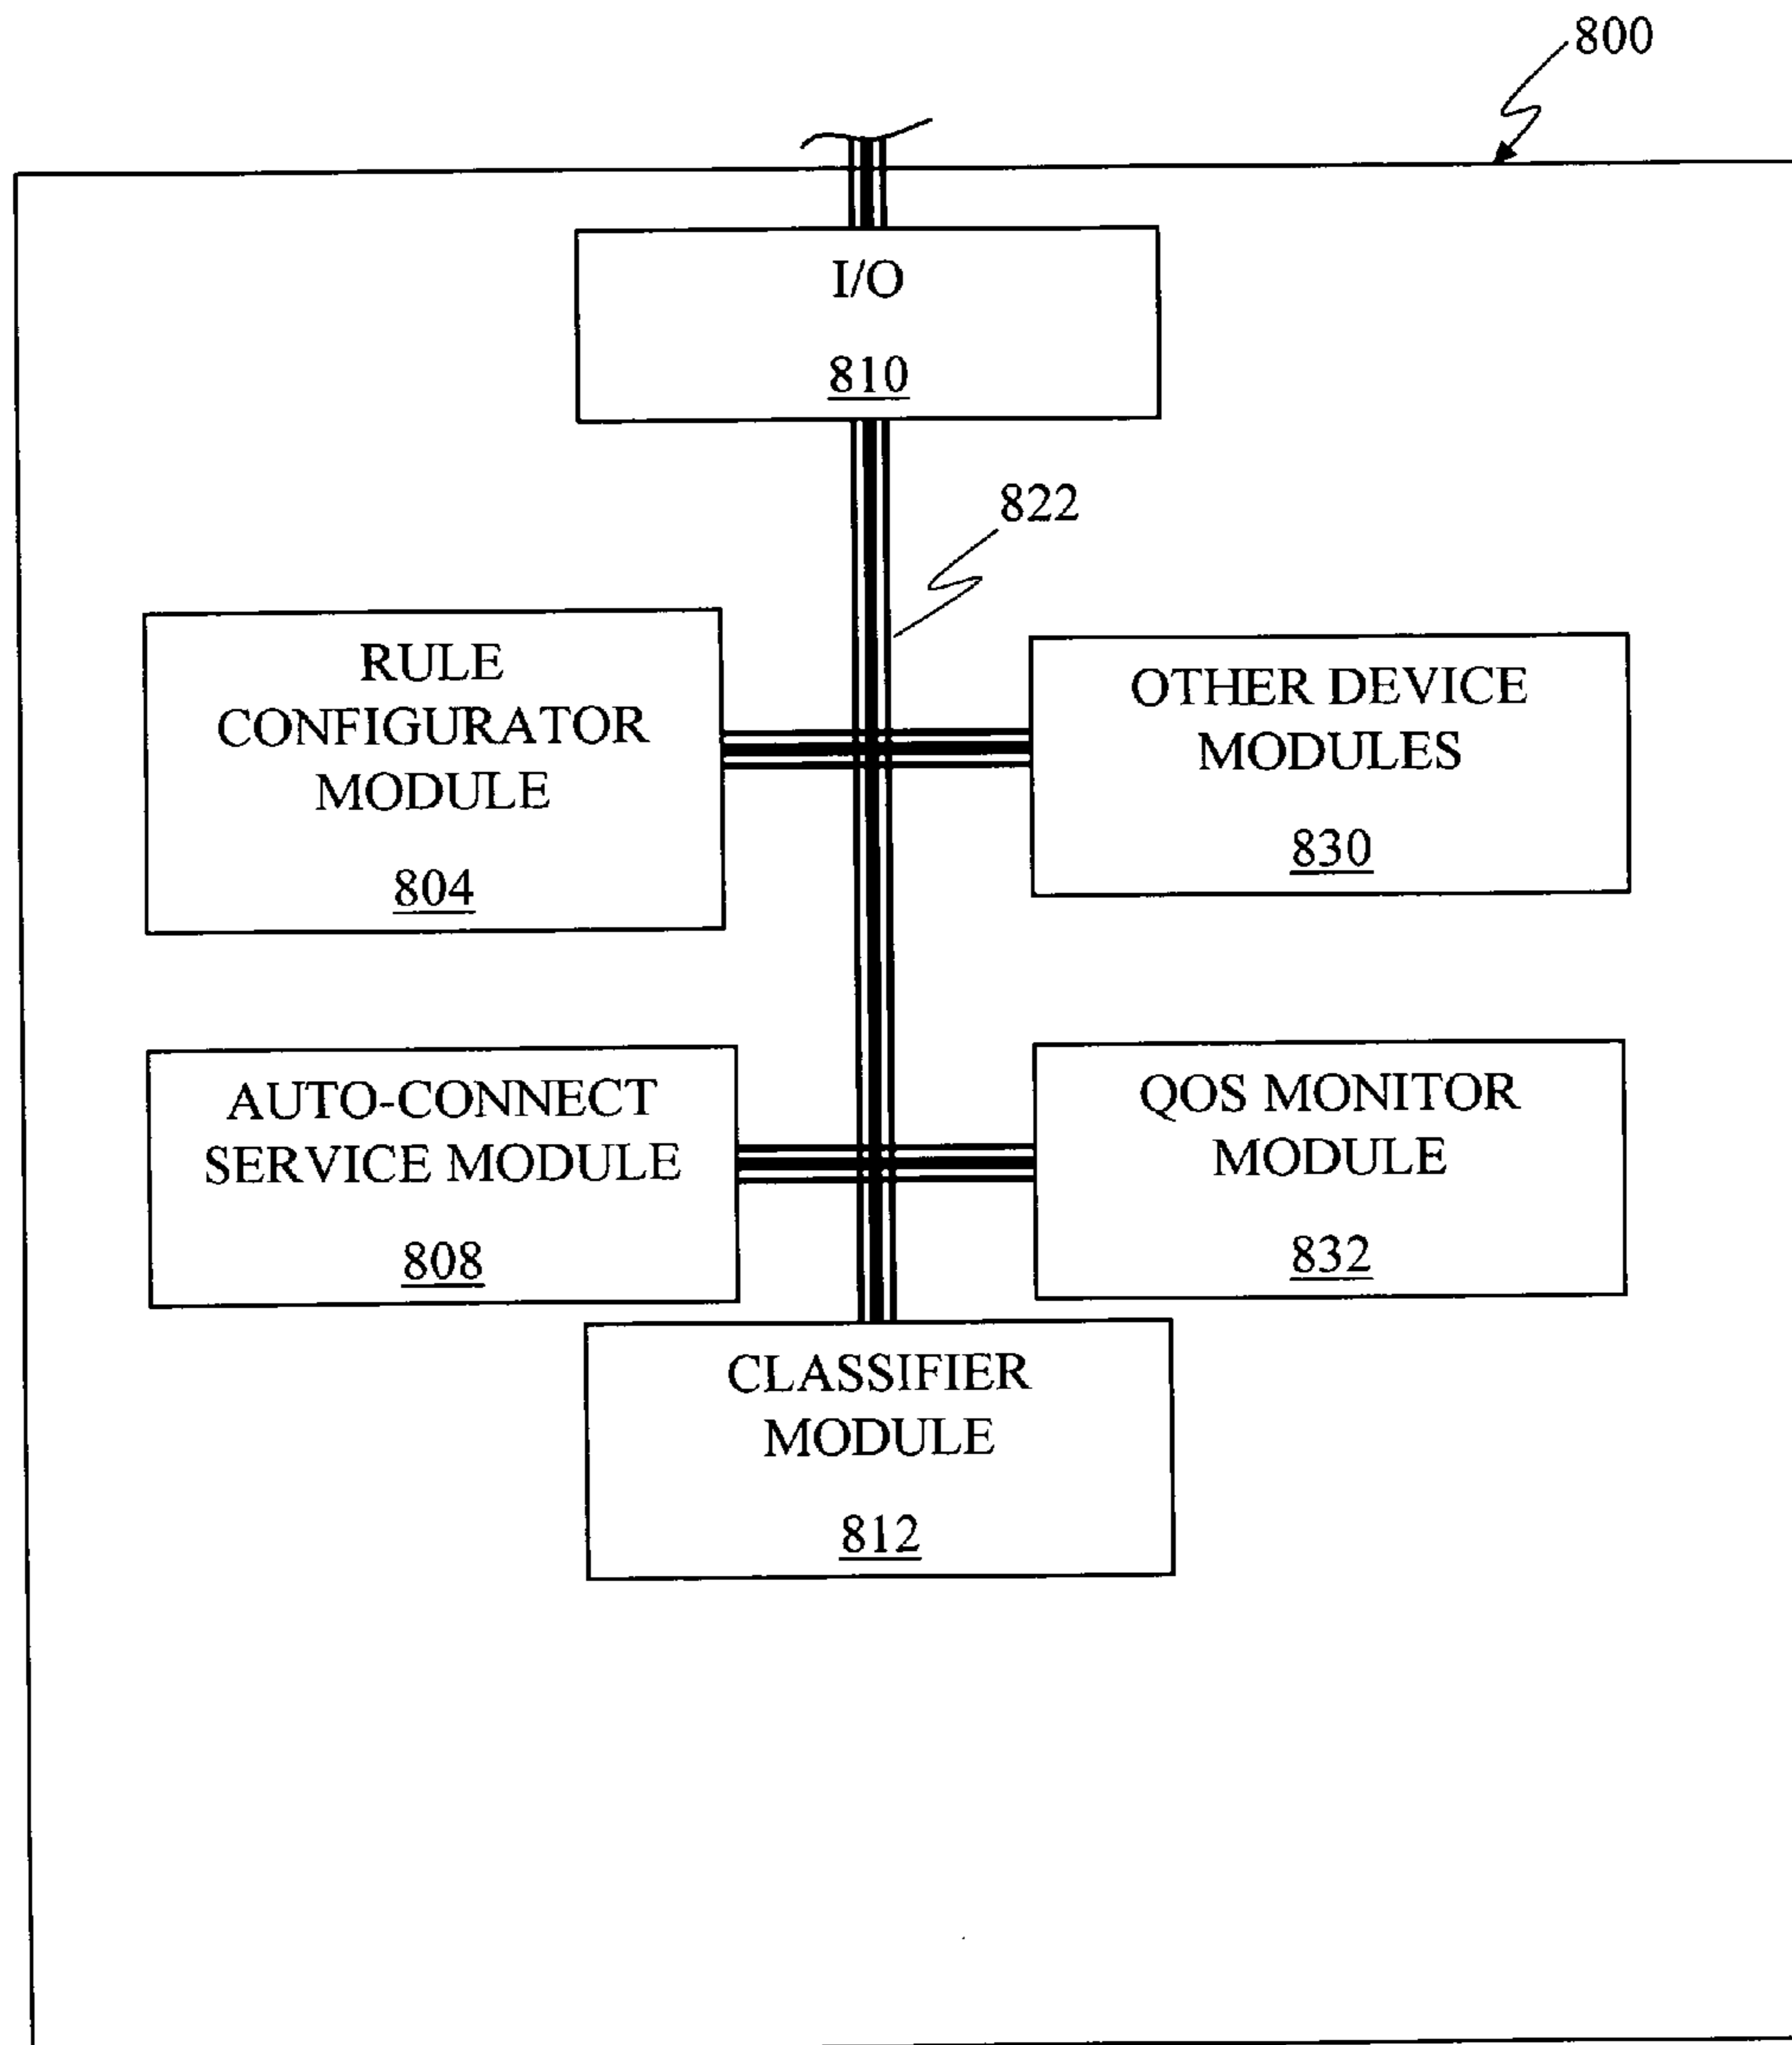 800
I/O
810
822
RULE
CONFIGURATOR
MODULE
804
OTHER DEVICE
MODULES
830
AUTO-CONNECT
SERVICE MODULE
808
QOS MONITOR
MODULE
832
CLASSIFIER
MODULE
812